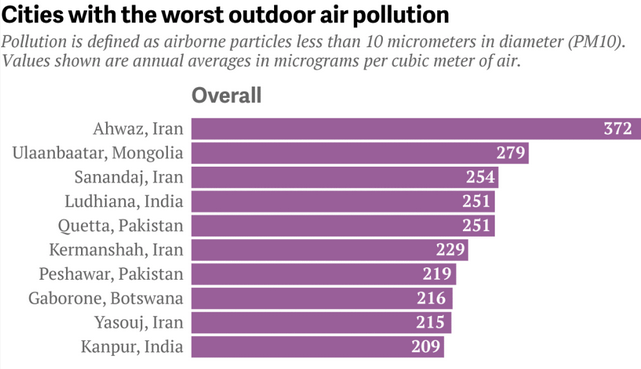 Cities with the worst outdoor air pollution
Pollution is defined as airborne particles less than 10 micrometers in diameter (PM10).
Values shown are annual averages in micrograms per cubic meter of air.
Overall
Ahwaz, Iran 372
Ulaanbaatar, Mongolia 279
Sanandaj, Iran 254
Ludhiana, India 251
Quetta, Pakistan 251
Kermanshah, Iran 229
Peshawar, Pakistan 219
Gaborone, Botswana 216
Yasouj, Iran 215
Kanpur, India 209